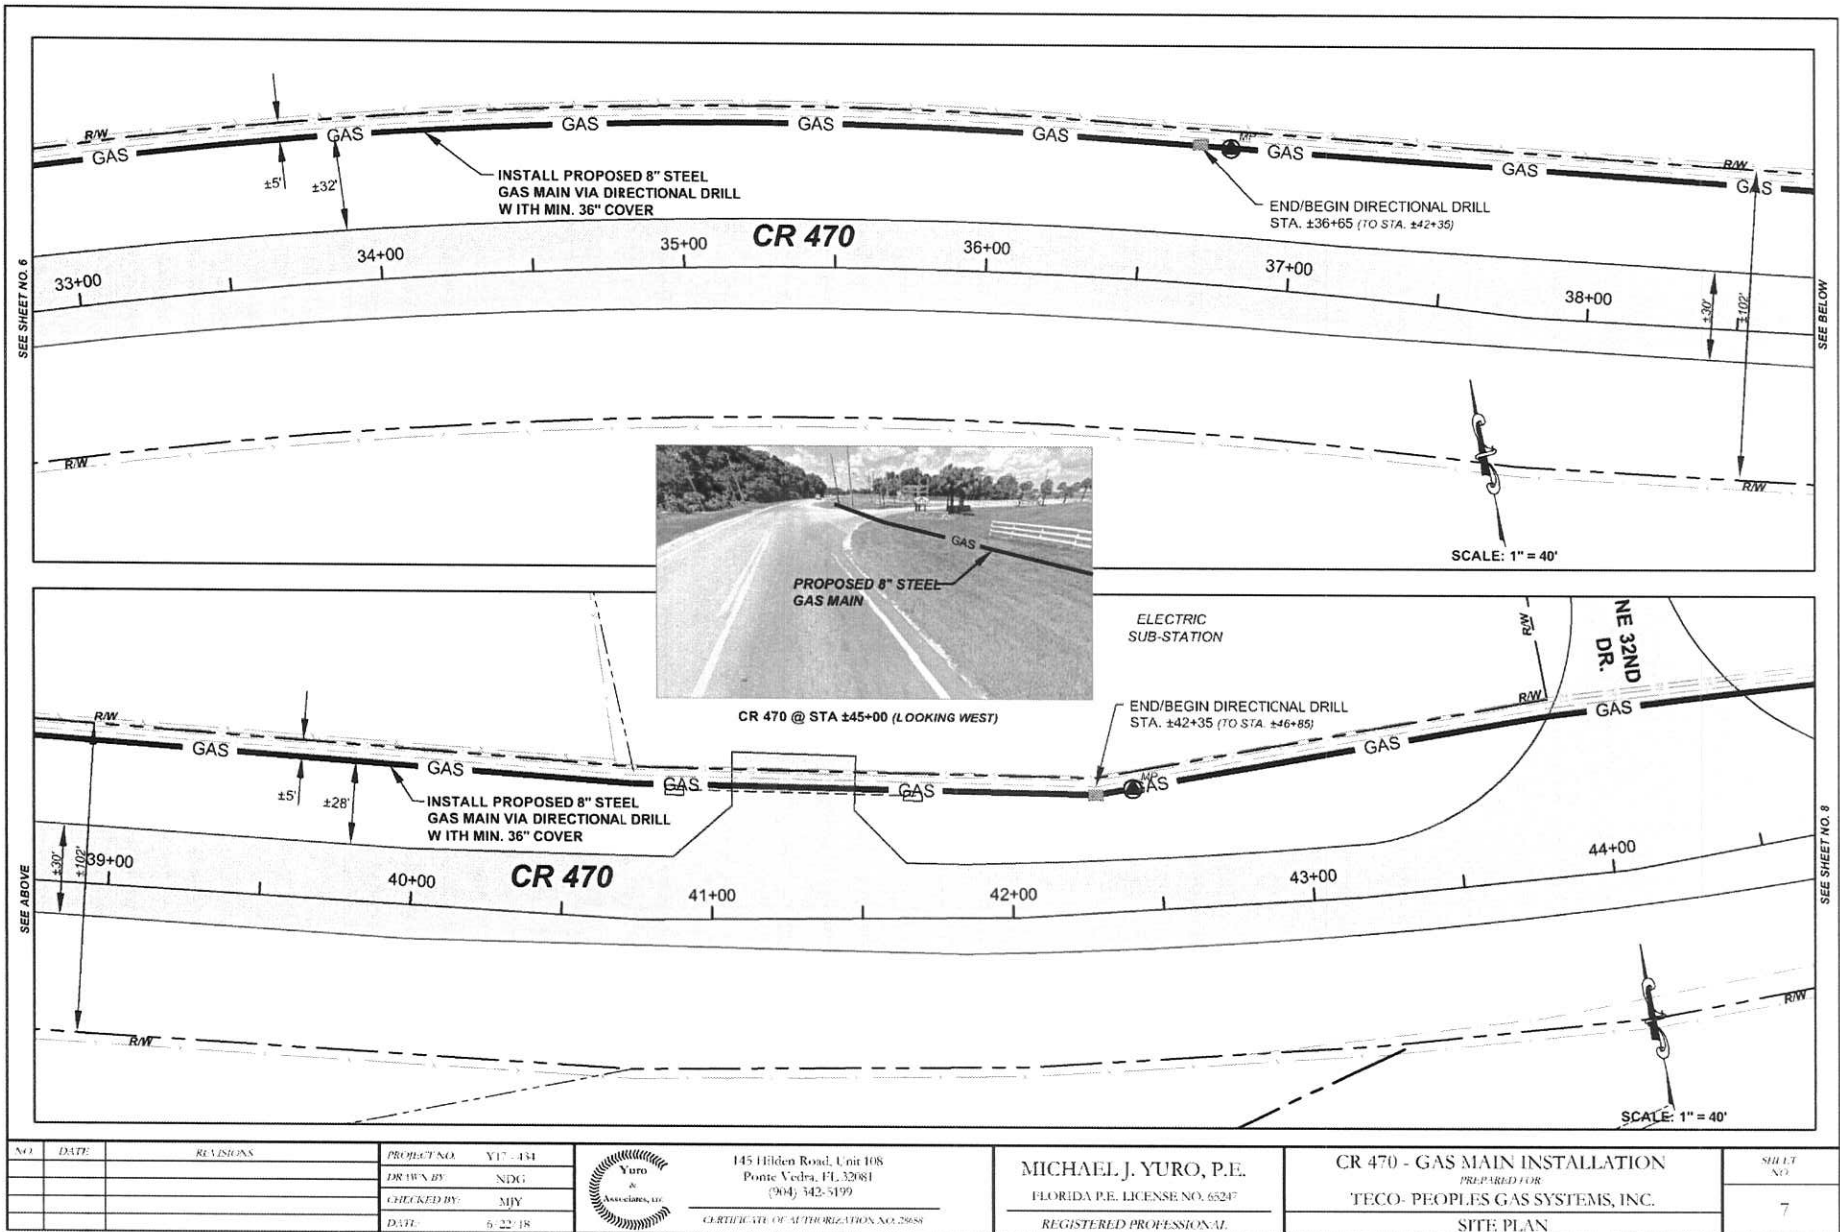 R/W
GAS
GAS
GAS
GAS
GAS
MP
GAS
GAS
R/W
GAS
±5'
±32'
INSTALL PROPOSED 8" STEEL
GAS MAIN VIA DIRECTIONAL DRILL
W ITH MIN. 36" COVER
END/BEGIN DIRECTIONAL DRILL
STA. ±36+65 (TO STA. ±42+35)
CR 470
33+00
34+00
35+00
36+00
37+00
38+00
±30'
±102'
SEE SHEET NO. 6
SEE BELOW
R/W
R/W
SCALE: 1" = 40'
GAS
PROPOSED 8" STEEL
GAS MAIN
CR 470 @ STA ±45+00 (LOOKING WEST)
ELECTRIC
SUB-STATION
R/W
NE 32ND
DR.
R/W
R/W
GAS
GAS
GAS
GAS
MP
GAS
GAS
GAS
END/BEGIN DIRECTIONAL DRILL
STA. ±42+35 (TO STA. ±46+85)
±5'
±28'
INSTALL PROPOSED 8" STEEL
GAS MAIN VIA DIRECTIONAL DRILL
W ITH MIN. 36" COVER
±30'
±102'
CR 470
39+00
40+00
41+00
42+00
43+00
44+00
SEE ABOVE
SEE SHEET NO. 8
R/W
R/W
SCALE: 1" = 40'
NO. DATE REVISIONS
PROJECT NO. Y17 - 434
DRAWN BY: NDG
CHECKED BY: MJY
DATE: 6/22/18
Yuro
&
Associates, LLC
145 Hilden Road, Unit 108
Ponte Vedra, FL 32081
(904) 342-5199
CERTIFICATE OF AUTHORIZATION NO. 28658
MICHAEL J. YURO, P.E.
FLORIDA P.E. LICENSE NO. 65247
REGISTERED PROFESSIONAL
CR 470 - GAS MAIN INSTALLATION
PREPARED FOR
TECO- PEOPLES GAS SYSTEMS, INC.
SITE PLAN
SHEET
NO.
7